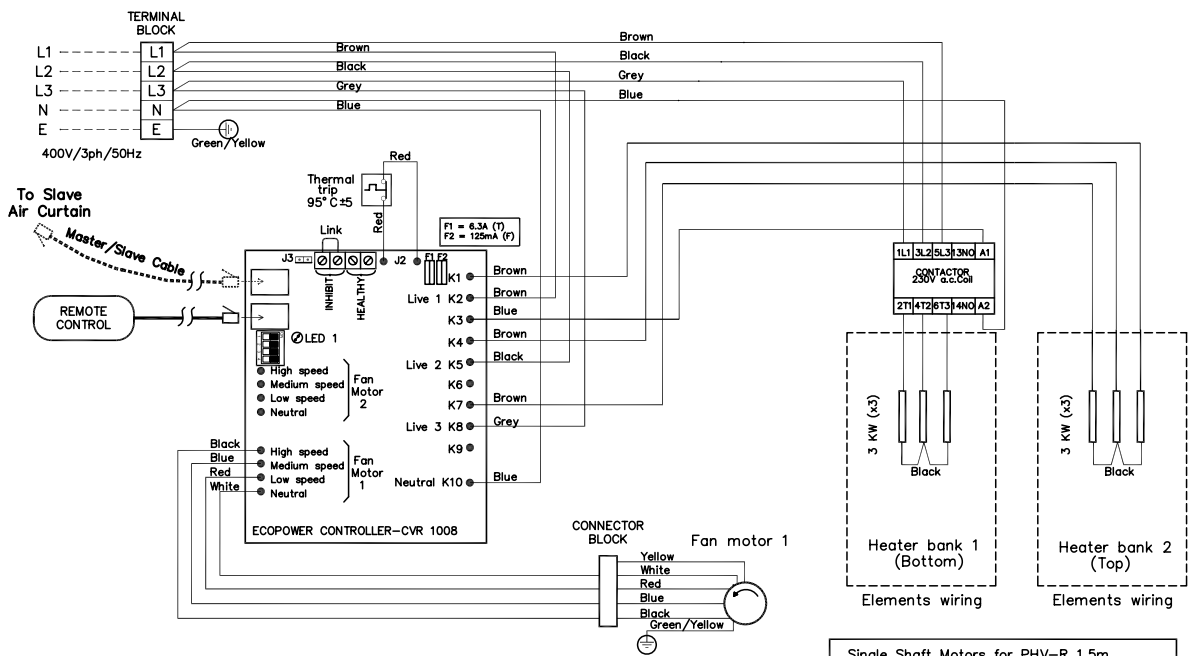 TERMINAL
BLOCK
L1 L1 Brown Brown
L2 L2 Black Black
L3 L3 Grey Grey
N N Blue Blue
E E Green/Yellow
400V/3ph/50Hz
To Slave
Air Curtain
Master/Slave Cable
REMOTE
CONTROL
Thermal
trip
95°C±5
Red
Red
F1 = 6.3A (T)
F2 = 125mA (F)
Link
J3
J2
F1 F2
INHIBIT
HEALTHY
LED 1
K1 Brown
Live 1 K2 Brown
K3 Blue
K4 Brown
Live 2 K5 Black
K6
K7 Brown
Live 3 K8 Grey
K9
Neutral K10 Blue
High speed
Medium speed
Low speed
Neutral
Fan
Motor
2
Black High speed
Blue Medium speed
Red Low speed
White Neutral
Fan
Motor
1
ECOPOWER CONTROLLER-CVR 1008
CONNECTOR
BLOCK
Fan motor 1
Yellow
White
Red
Blue
Black
Green/Yellow
1L1 3L2 5L3 13NO A1
CONTACTOR
230V a.c.Coil
2T1 4T2 6T3 14NO A2
3 KW (x3)
Black
Heater bank 1
(Bottom)
Elements wiring
3 KW (x3)
Black
Heater bank 2
(Top)
Elements wiring
Single Shaft Motors for PHV-R 1.5m